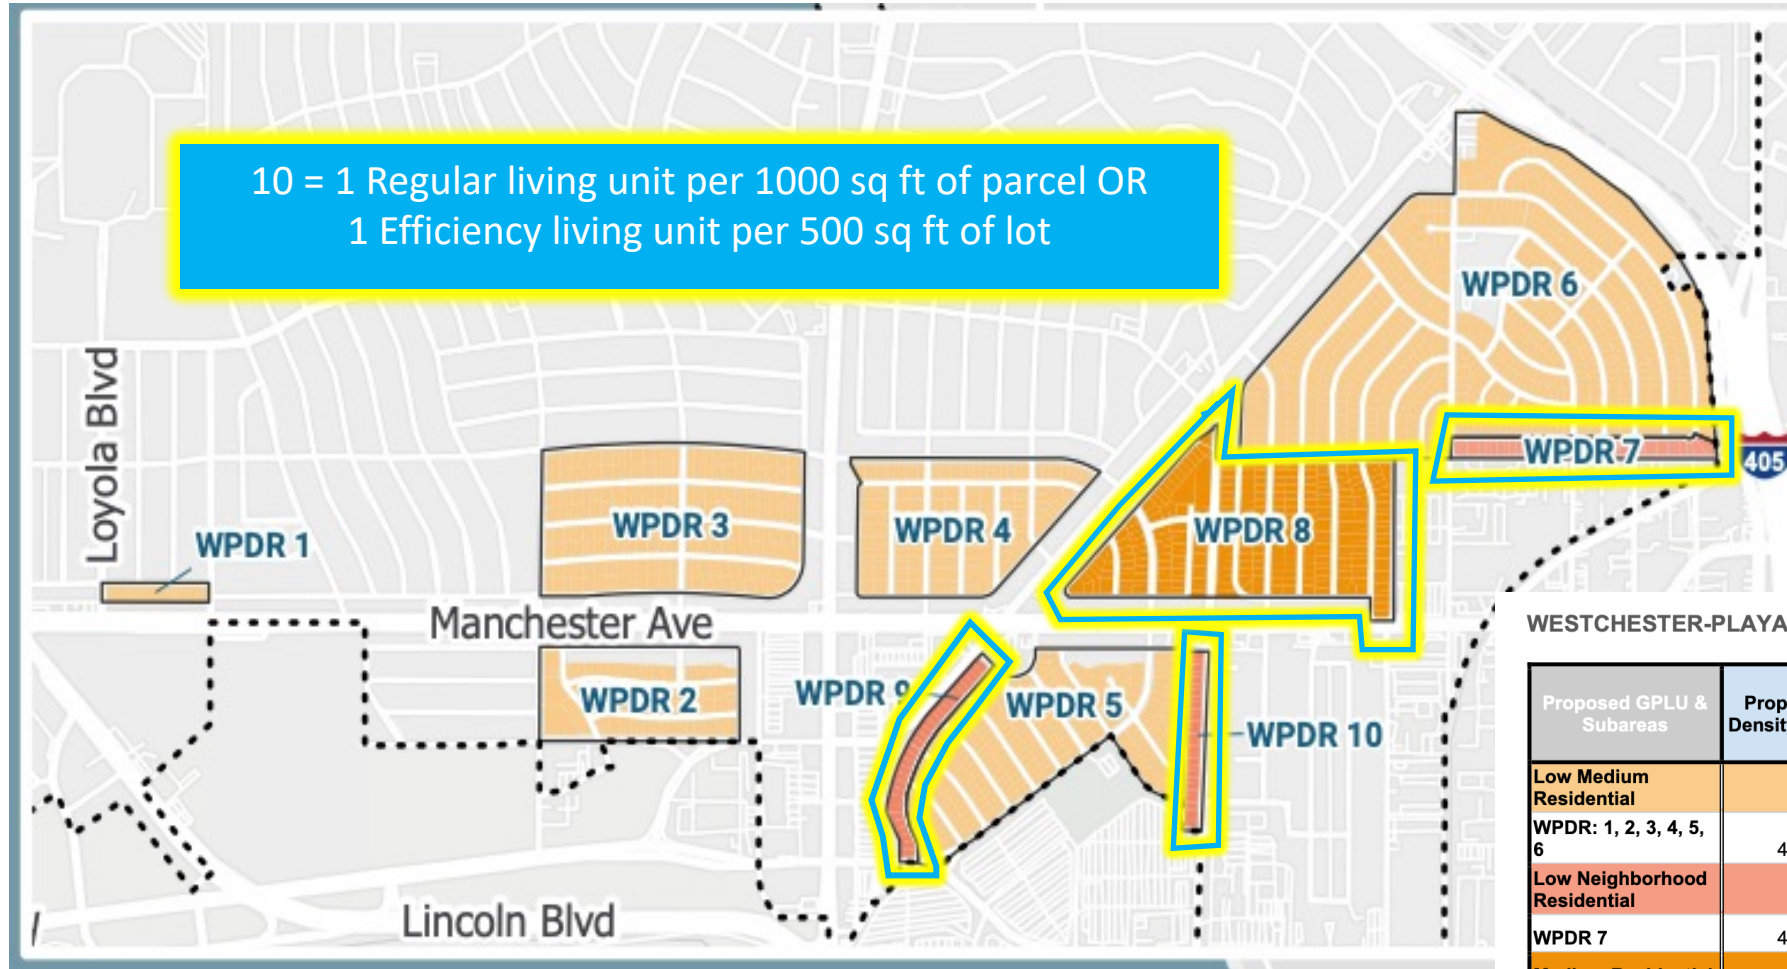 10 = 1 Regular living unit per 1000 sq ft of parcel OR
1 Efficiency living unit per 500 sq ft of lot
WPDR 6
Loyola Blvd
WPDR 7
405
WPDR 3
WPDR 4
WPDR 8
WPDR 1
Manchester Ave
WPDR 2
WPDR 9
WPDR 5
WPDR 10
Lincoln Blvd
WESTCHESTER-PLAYA
Proposed GPLU &
Subareas
Prop
Densit
Low Medium
Residential
WPDR: 1, 2, 3, 4, 5,
6
4
Low Neighborhood
Residential
WPDR 7
4